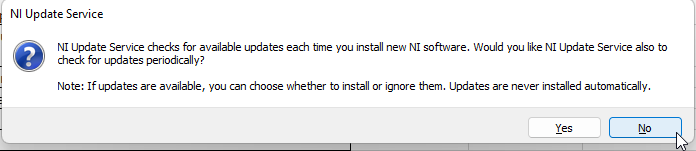 NI Update Service
NI Update Service checks for available updates each time you install new NI software. Would you like NI Update Service also to
check for updates periodically?
Note: If updates are available, you can choose whether to install or ignore them. Updates are never installed automatically.
Yes
No